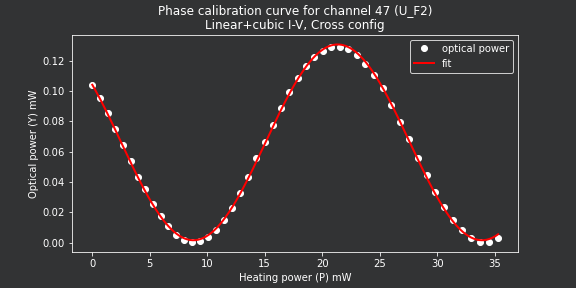 Phase calibration curve for channel 47 (U_F2)
Linear+cubic I-V, Cross config
optical power
fit
Optical power (Y) mW
0.12
0.10
0.08
0.06
0.04
0.02
0.00
0 5 10 15 20 25 30 35
Heating power (P) mW